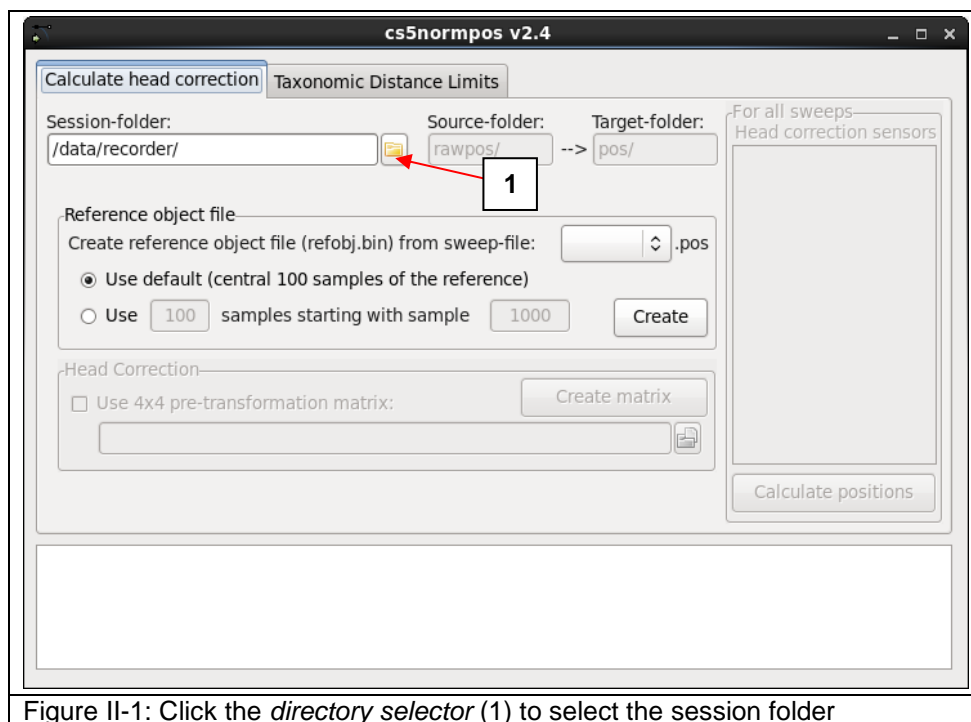 cs5normpos v2.4
Calculate head correction Taxonomic Distance Limits
Session-folder: Source-folder: Target-folder:
/data/recorder/ rawpos/ --> pos/
1
For all sweeps
Head correction sensors
Reference object file
Create reference object file (refobj.bin) from sweep-file: .pos
Use default (central 100 samples of the reference)
Use 100 samples starting with sample 1000 Create
Head Correction
Use 4x4 pre-transformation matrix: Create matrix
Calculate positions
Figure II-1: Click the directory selector (1) to select the session folder